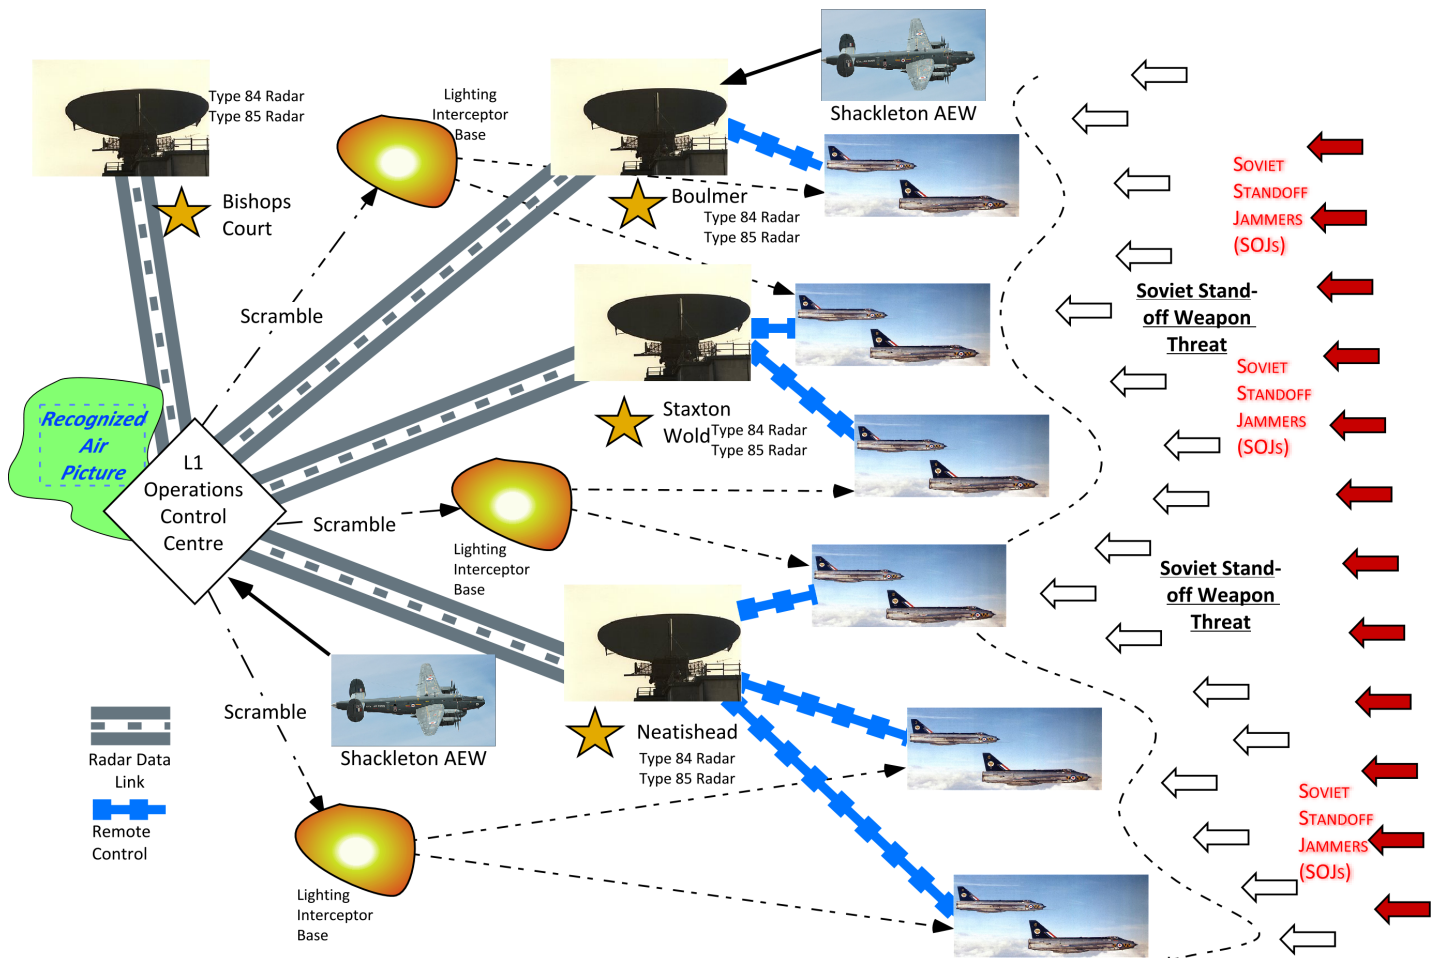 Type 84 Radar
Type 85 Radar
Lighting
Interceptor
Base
Shackleton AEW
Bishops
Court
Boulmer
Type 84 Radar
Type 85 Radar
SOVIET
STANDOFF
JAMMERS
(SOJs)
Scramble
Soviet Stand-
off Weapon
Threat
SOVIET
STANDOFF
JAMMERS
(SOJs)
Recognized
Air
Picture
Staxton
Wold
Type 84 Radar
Type 85 Radar
L1
Operations
Control
Centre
Scramble
Lighting
Interceptor
Base
Soviet Stand-
off Weapon
Threat
Scramble
Shackleton AEW
Neatishead
Type 84 Radar
Type 85 Radar
Radar Data
Link
Remote
Control
SOVIET
STANDOFF
JAMMERS
(SOJs)
Lighting
Interceptor
Base